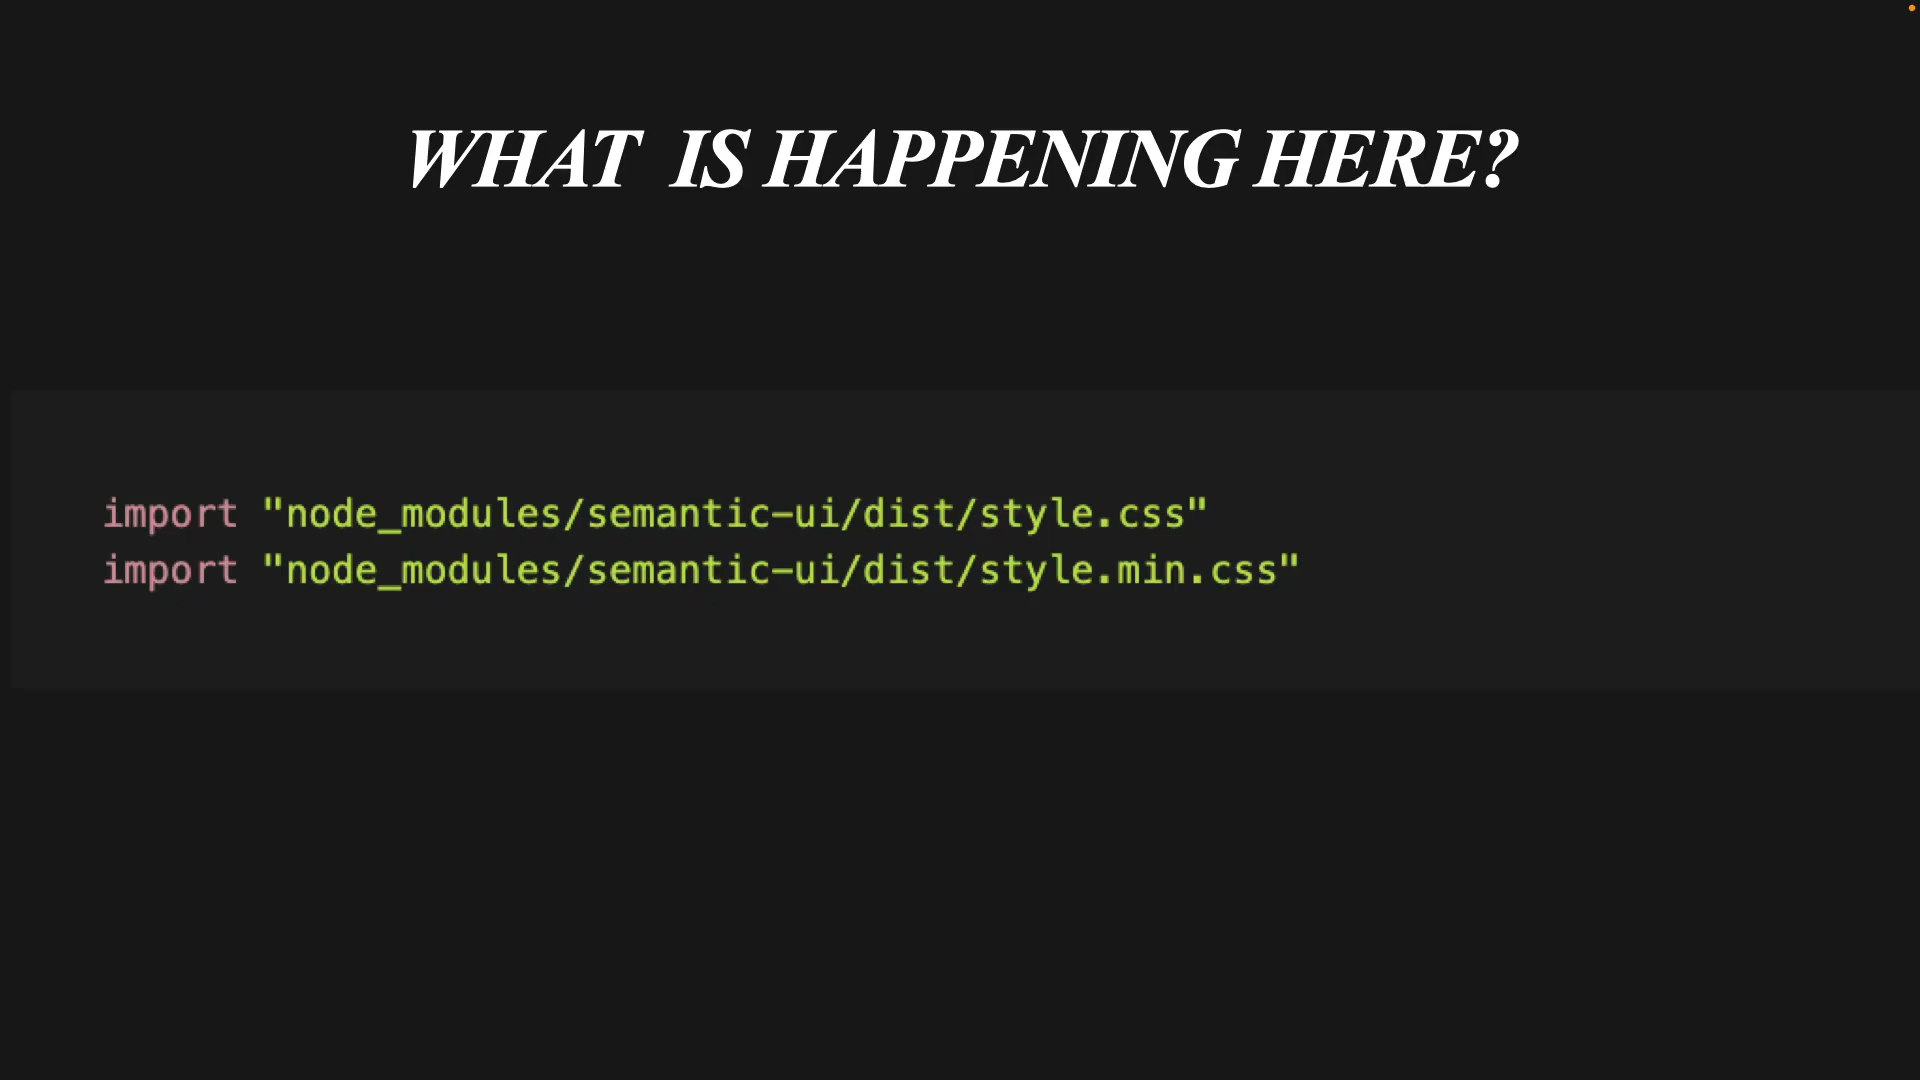 WHAT IS HAPPENING HERE?
import "node_modules/semantic-ui/dist/style.css"
import "node_modules/semantic-ui/dist/style.min.css"